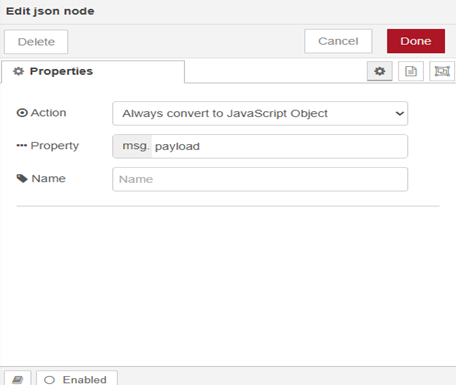 Edit json node
Delete Cancel Done
Properties
Action Always convert to JavaScript Object
Property msg. payload
Name Name
Enabled